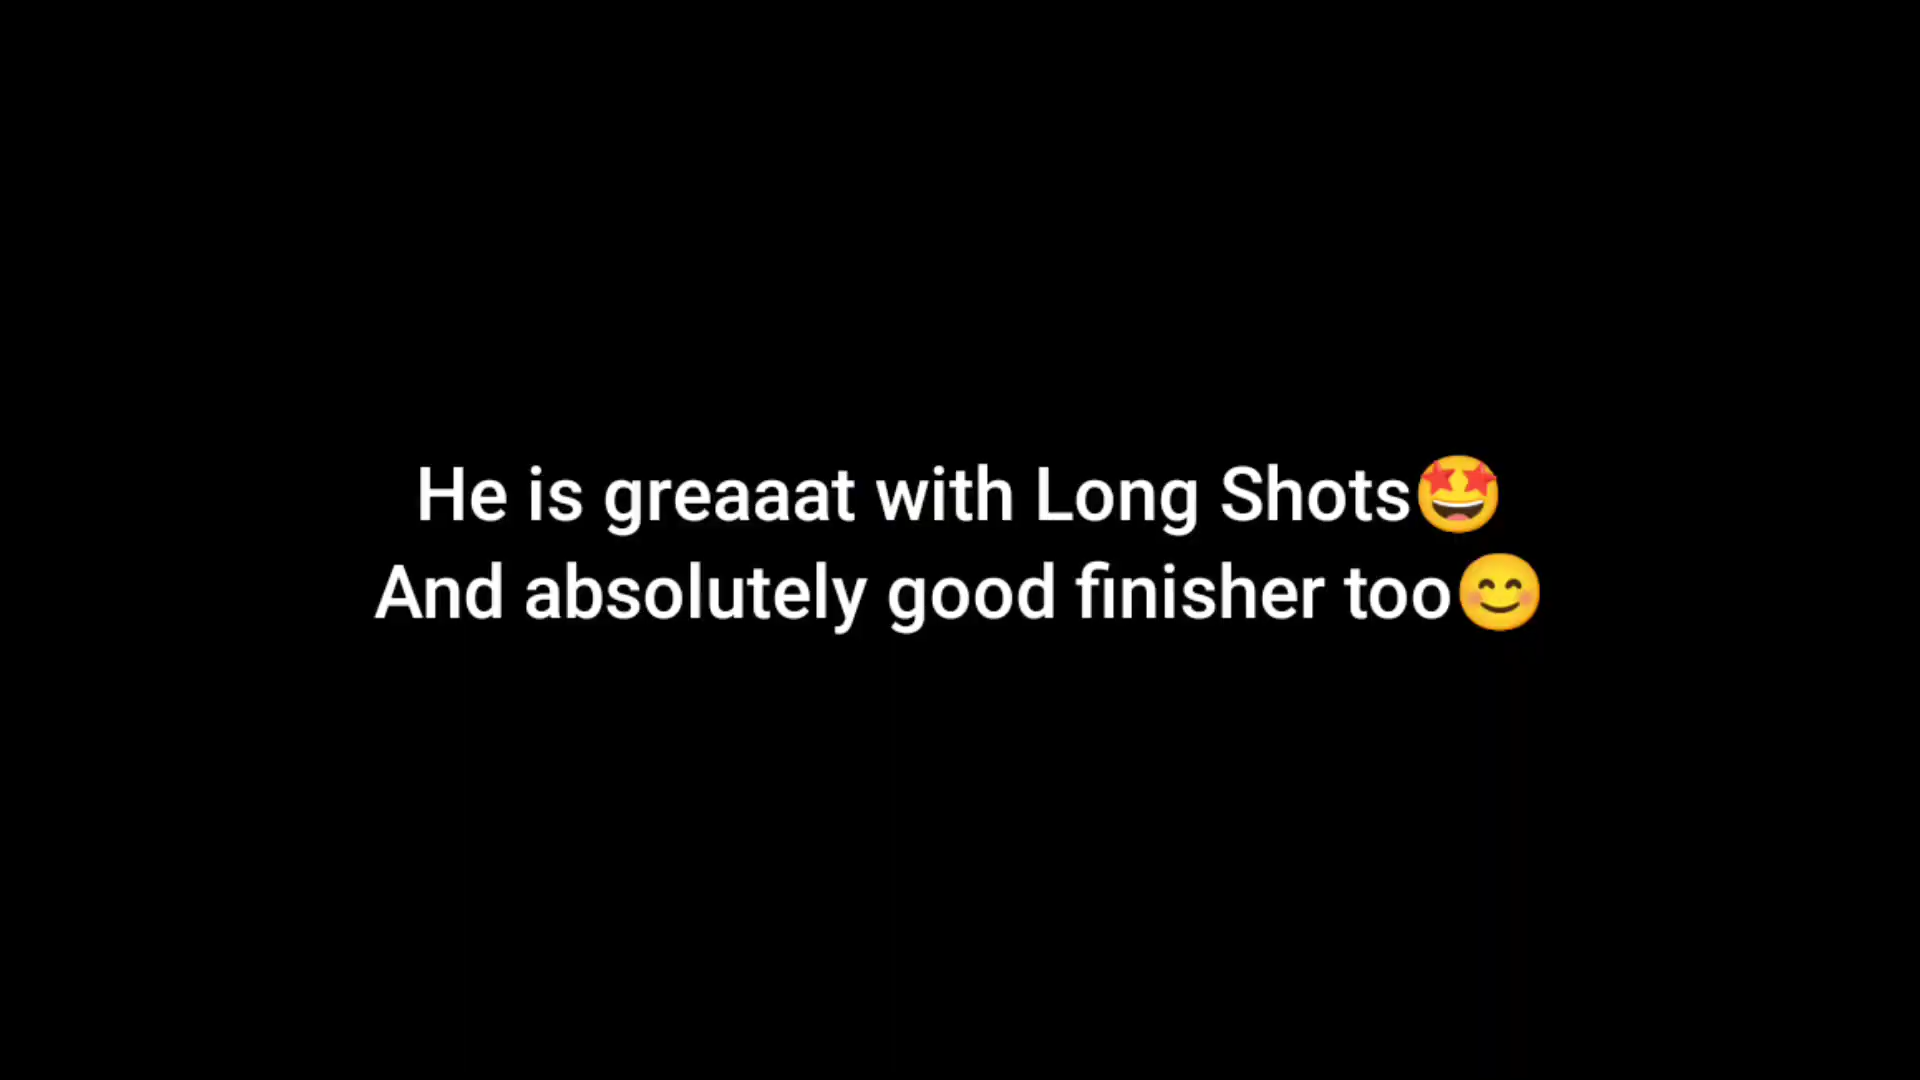 He is greaaat with Long Shots🤩
And absolutely good finisher too😊